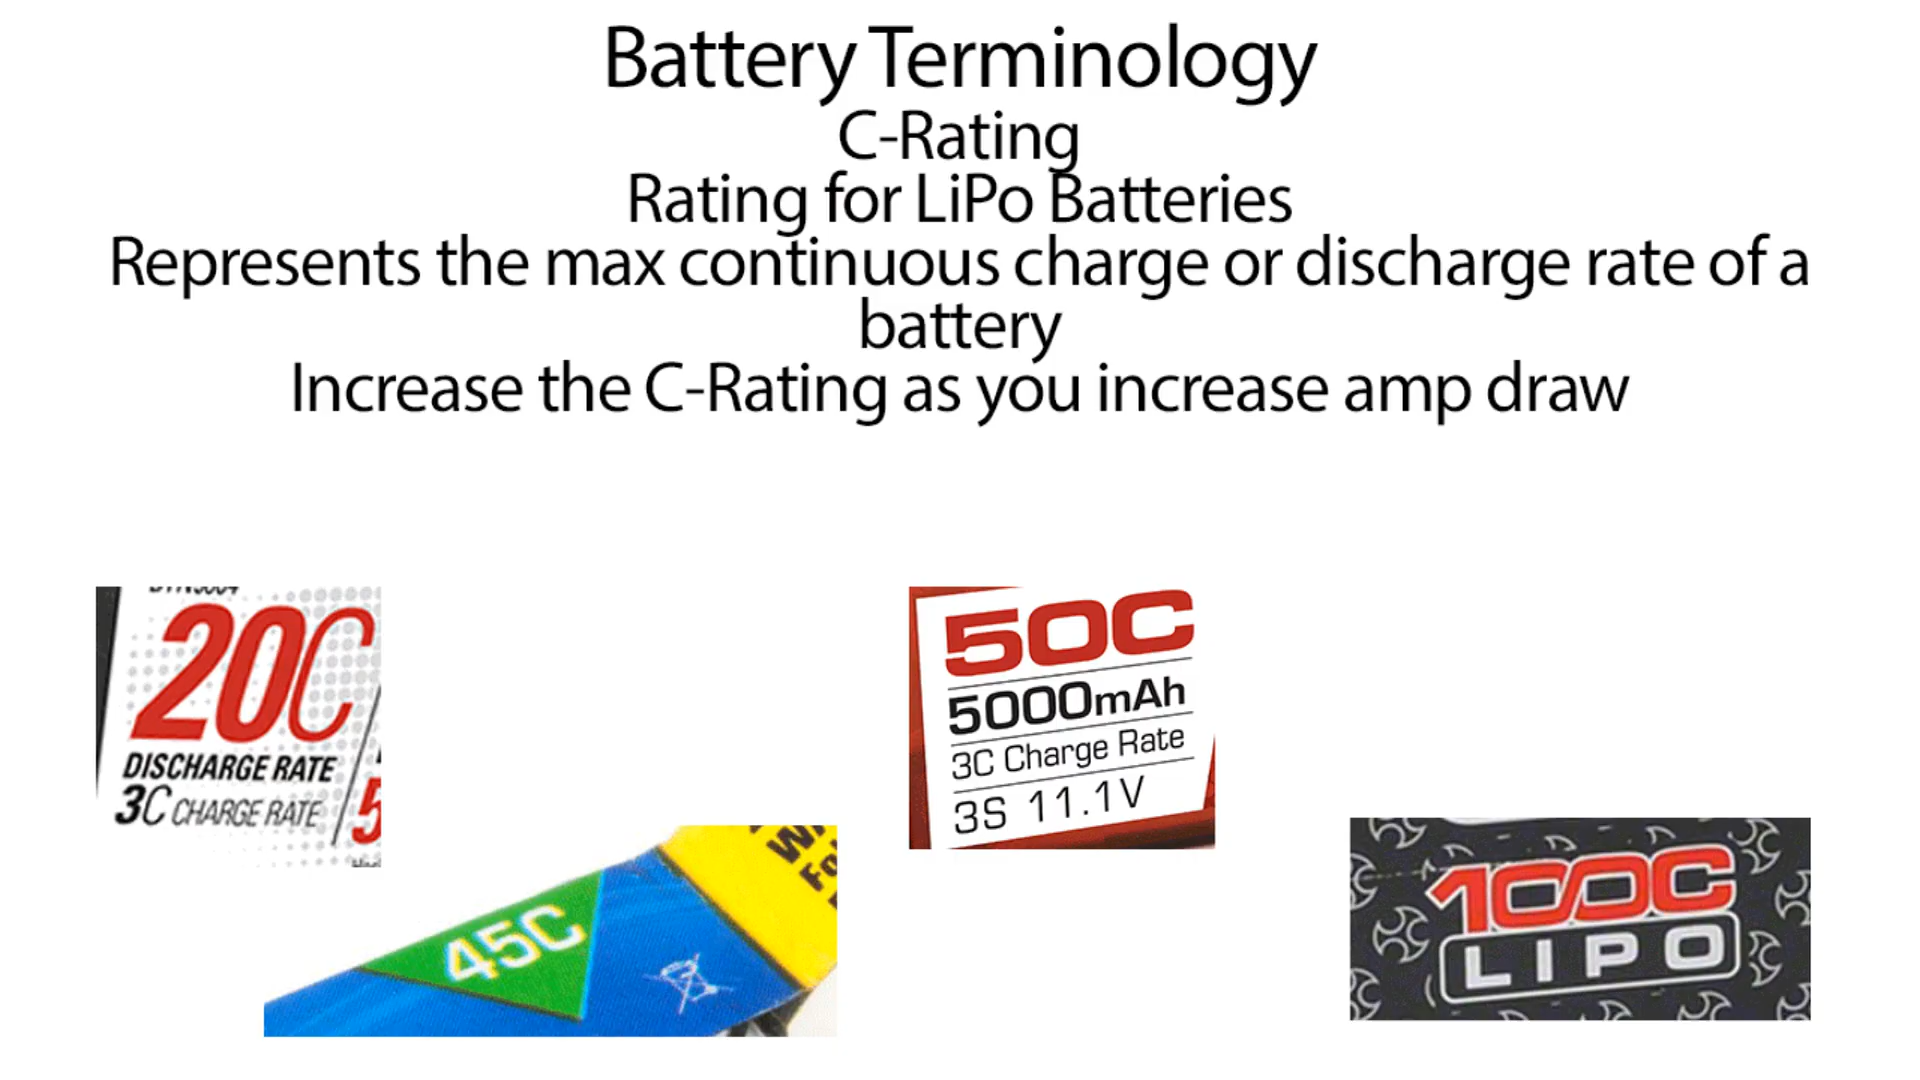 Battery Terminology
C-Rating
Rating for LiPo Batteries
Represents the max continuous charge or discharge rate of a
battery
Increase the C-Rating as you increase amp draw
20C
DISCHARGE RATE
3C CHARGE RATE
5
45C
50C
5000mAh
3C Charge Rate
3S 11.1V
100C
LIPO